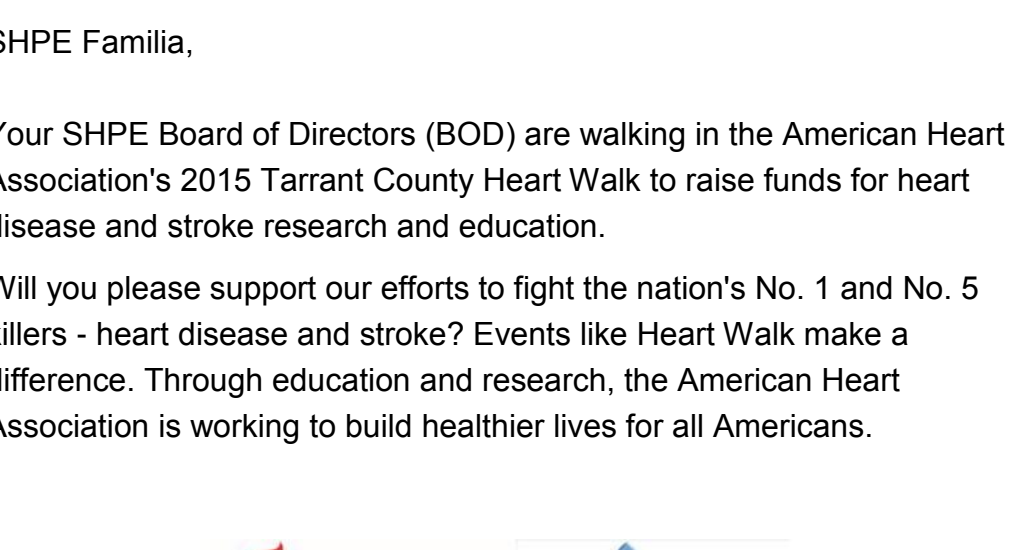 SHPE Familia,
Your SHPE Board of Directors (BOD) are walking in the American Heart
Association's 2015 Tarrant County Heart Walk to raise funds for heart
disease and stroke research and education.
Will you please support our efforts to fight the nation's No. 1 and No. 5
killers - heart disease and stroke? Events like Heart Walk make a
difference. Through education and research, the American Heart
Association is working to build healthier lives for all Americans.